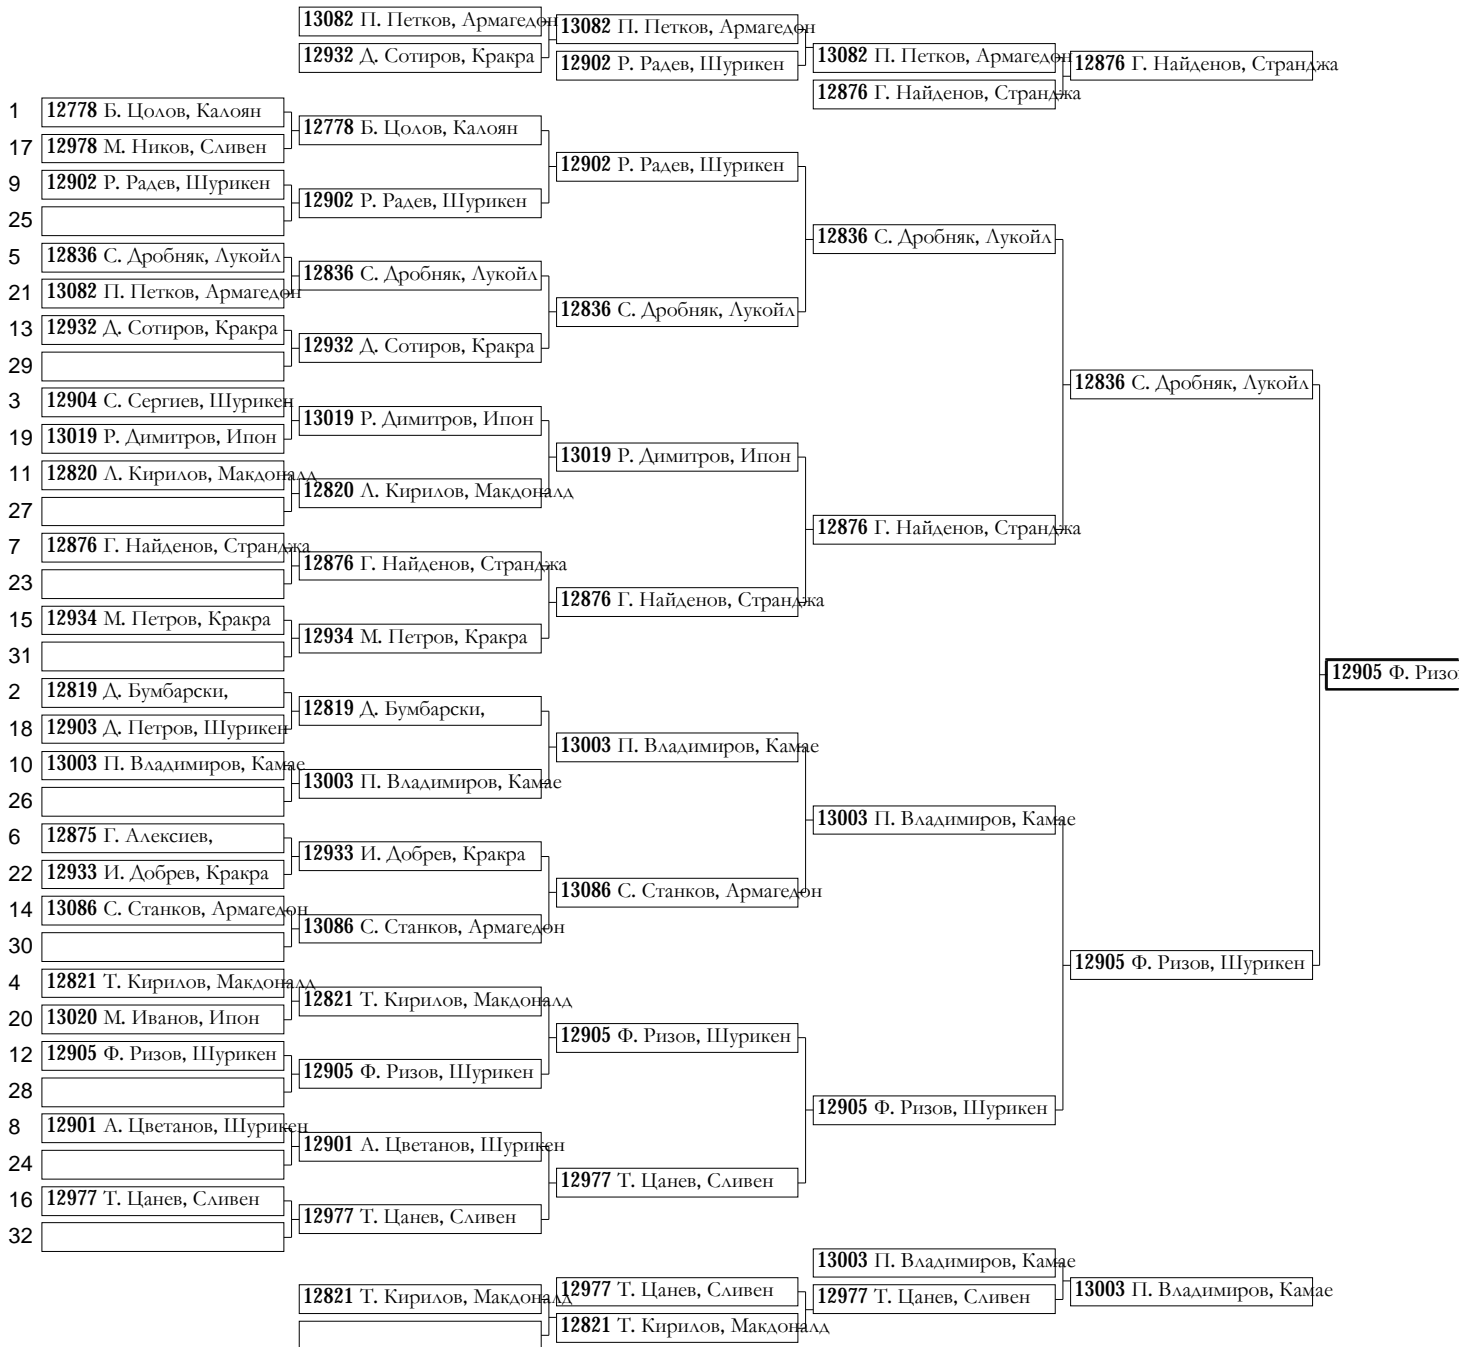 13082 П. Петков, Армагедон
12932 Д. Сотиров, Кракра
13082 П. Петков, Армагедон
12902 Р. Радев, Шурикен
13082 П. Петков, Армагедон
12876 Г. Найденов, Странджа
12876 Г. Найденов, Странджа
1 12778 Б. Цолов, Калоян
17 12978 М. Ников, Сливен
9 12902 Р. Радев, Шурикен
25
5 12836 С. Дробняк, Лукойл
21 13082 П. Петков, Армагедон
13 12932 Д. Сотиров, Кракра
29
3 12904 С. Сергиев, Шурикен
19 13019 Р. Димитров, Ипон
11 12820 Л. Кирилов, Макдоналд
27
7 12876 Г. Найденов, Странджа
23
15 12934 М. Петров, Кракра
31
2 12819 Д. Бумбарски,
18 12903 Д. Петров, Шурикен
10 13003 П. Владимиров, Камае
26
6 12875 Г. Алексиев,
22 12933 И. Добрев, Кракра
14 13086 С. Станков, Армагедон
30
4 12821 Т. Кирилов, Макдоналд
20 13020 М. Иванов, Ипон
12 12905 Ф. Ризов, Шурикен
28
8 12901 А. Цветанов, Шурикен
24
16 12977 Т. Цанев, Сливен
32
12778 Б. Цолов, Калоян
12902 Р. Радев, Шурикен
12836 С. Дробняк, Лукойл
12932 Д. Сотиров, Кракра
13019 Р. Димитров, Ипон
12820 Л. Кирилов, Макдоналд
12876 Г. Найденов, Странджа
12934 М. Петров, Кракра
12819 Д. Бумбарски,
13003 П. Владимиров, Камае
12933 И. Добрев, Кракра
13086 С. Станков, Армагедон
12821 Т. Кирилов, Макдоналд
12905 Ф. Ризов, Шурикен
12901 А. Цветанов, Шурикен
12977 Т. Цанев, Сливен
12902 Р. Радев, Шурикен
12836 С. Дробняк, Лукойл
13019 Р. Димитров, Ипон
12876 Г. Найденов, Странджа
13003 П. Владимиров, Камае
13086 С. Станков, Армагедон
12905 Ф. Ризов, Шурикен
12977 Т. Цанев, Сливен
12836 С. Дробняк, Лукойл
12876 Г. Найденов, Странджа
13003 П. Владимиров, Камае
12905 Ф. Ризов, Шурикен
12836 С. Дробняк, Лукойл
12905 Ф. Ризов, Шурикен
12905 Ф.
12821 Т. Кирилов, Макдоналд
12977 Т. Цанев, Сливен
12821 Т. Кирилов, Макдоналд
13003 П. Владимиров, Камае
12977 Т. Цанев, Сливен
13003 П. Владимиров, Камае